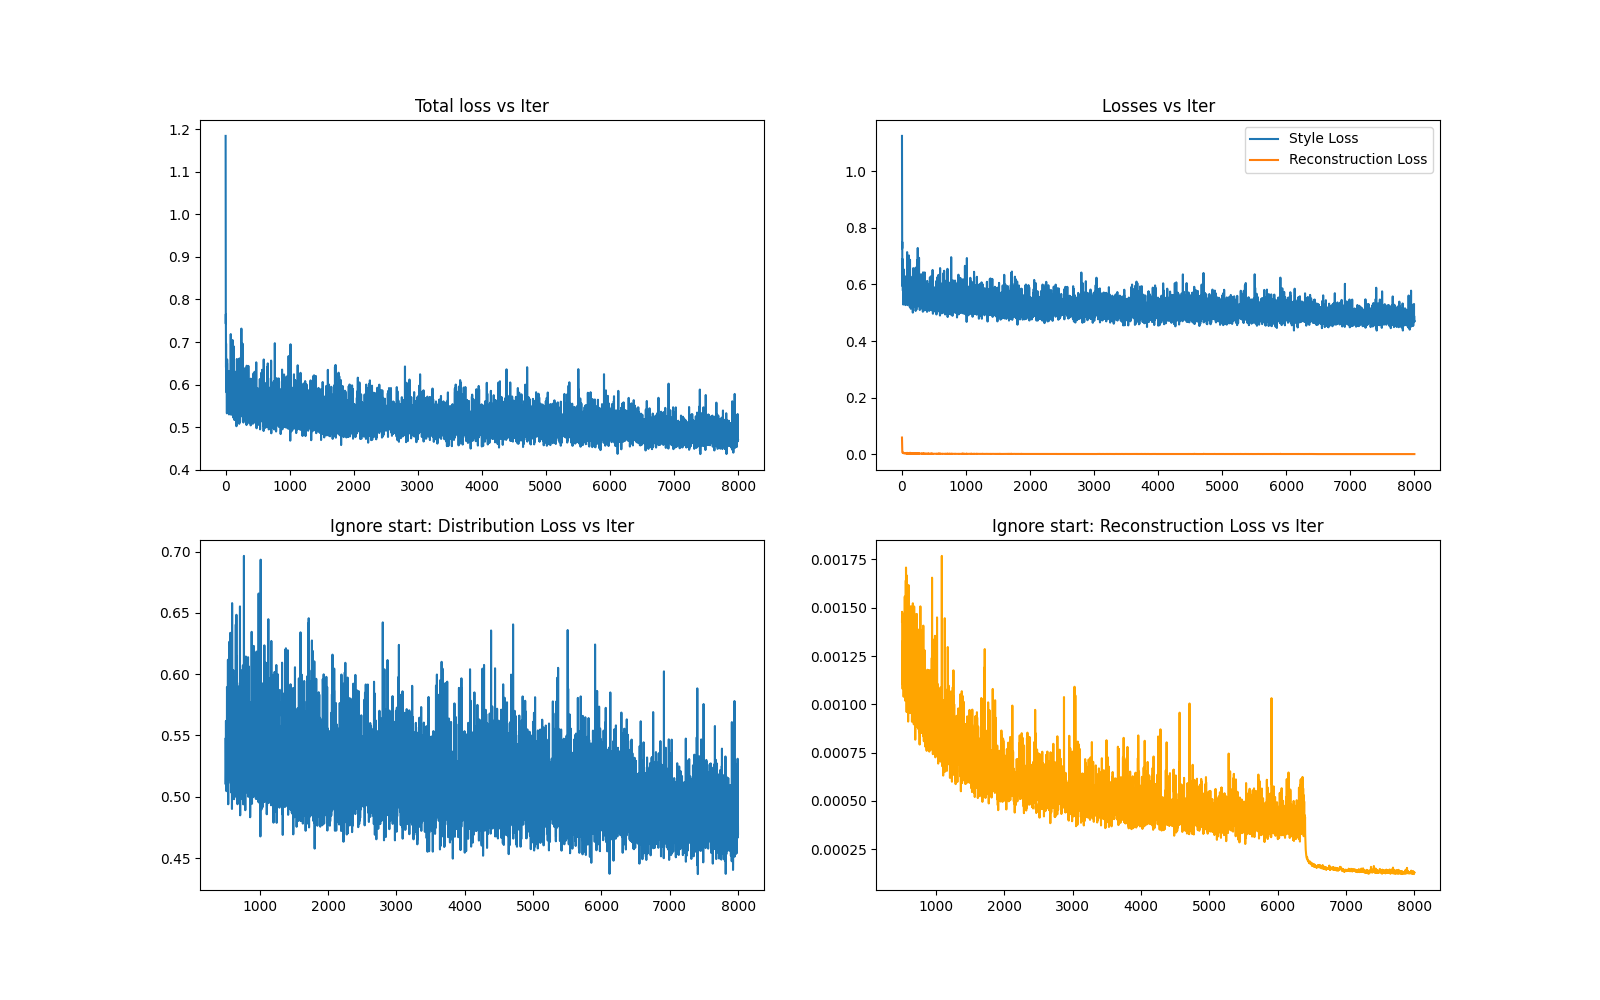 Total loss vs Iter
1.2
1.1
1.0
0.9
0.8
0.7
0.6
0.5
0.4
0 1000 2000 3000 4000 5000 6000 7000 8000
Losses vs Iter
Style Loss
Reconstruction Loss
1.0
0.8
0.6
0.4
0.2
0.0
0 1000 2000 3000 4000 5000 6000 7000 8000
Ignore start: Distribution Loss vs Iter
0.70
0.65
0.60
0.55
0.50
0.45
1000 2000 3000 4000 5000 6000 7000 8000
Ignore start: Reconstruction Loss vs Iter
0.00175
0.00150
0.00125
0.00100
0.00075
0.00050
0.00025
1000 2000 3000 4000 5000 6000 7000 8000